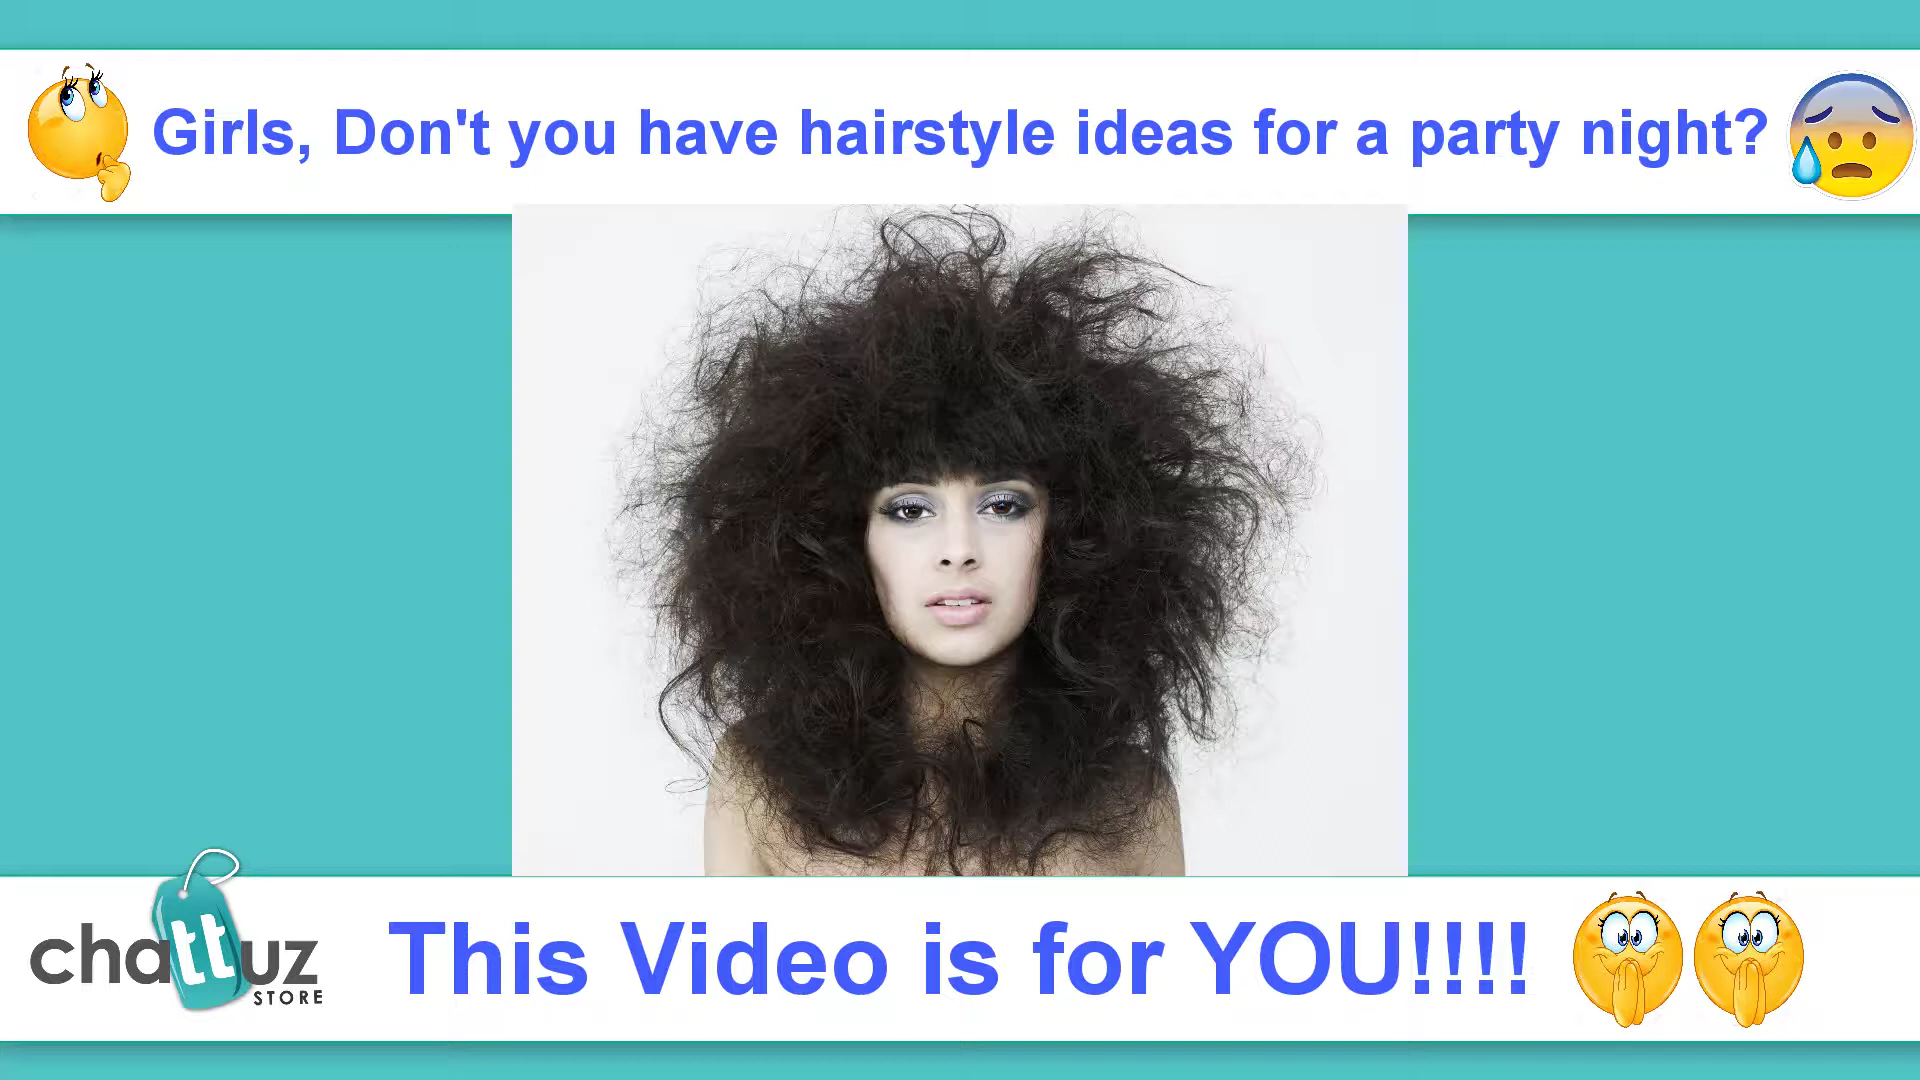 Girls, Don't you have hairstyle ideas for a party night?
chattuz
STORE
This Video is for YOU!!!!